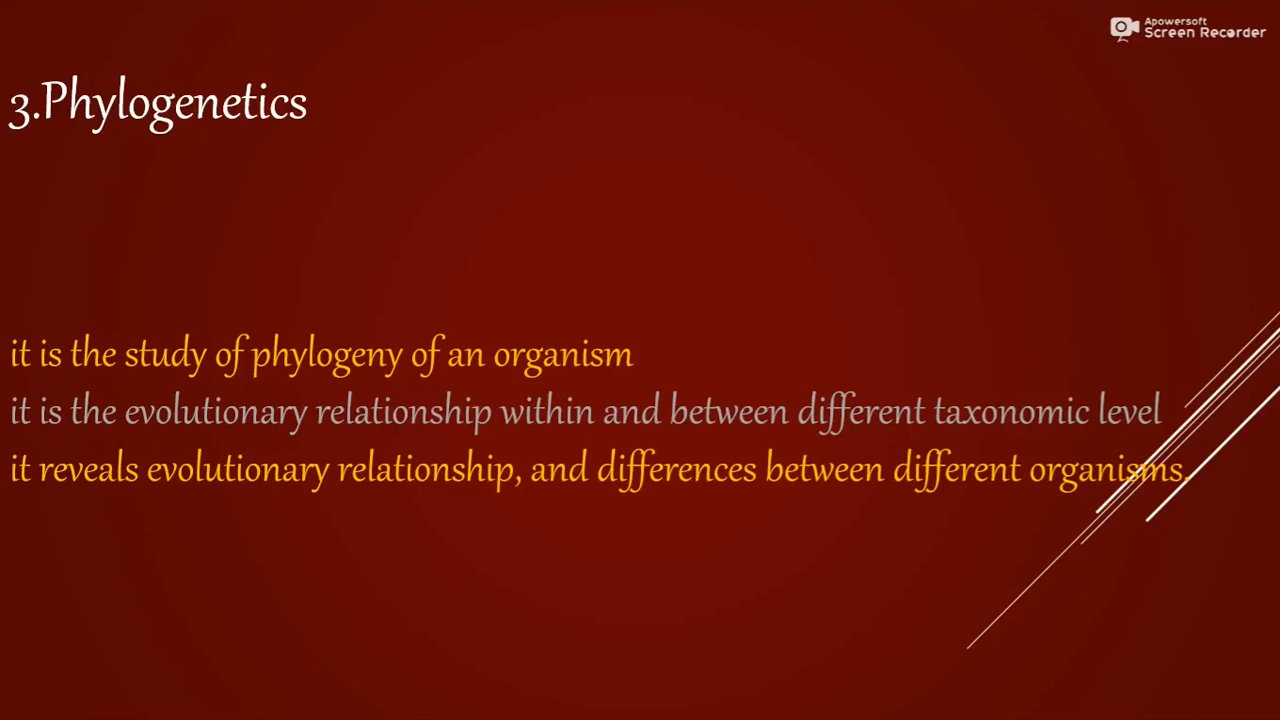 Apowersoft
Screen Recorder
3.Phylogenetics
it is the study of phylogeny of an organism
it is the evolutionary relationship within and between different taxonomic level
it reveals evolutionary relationship, and differences between different organisms.